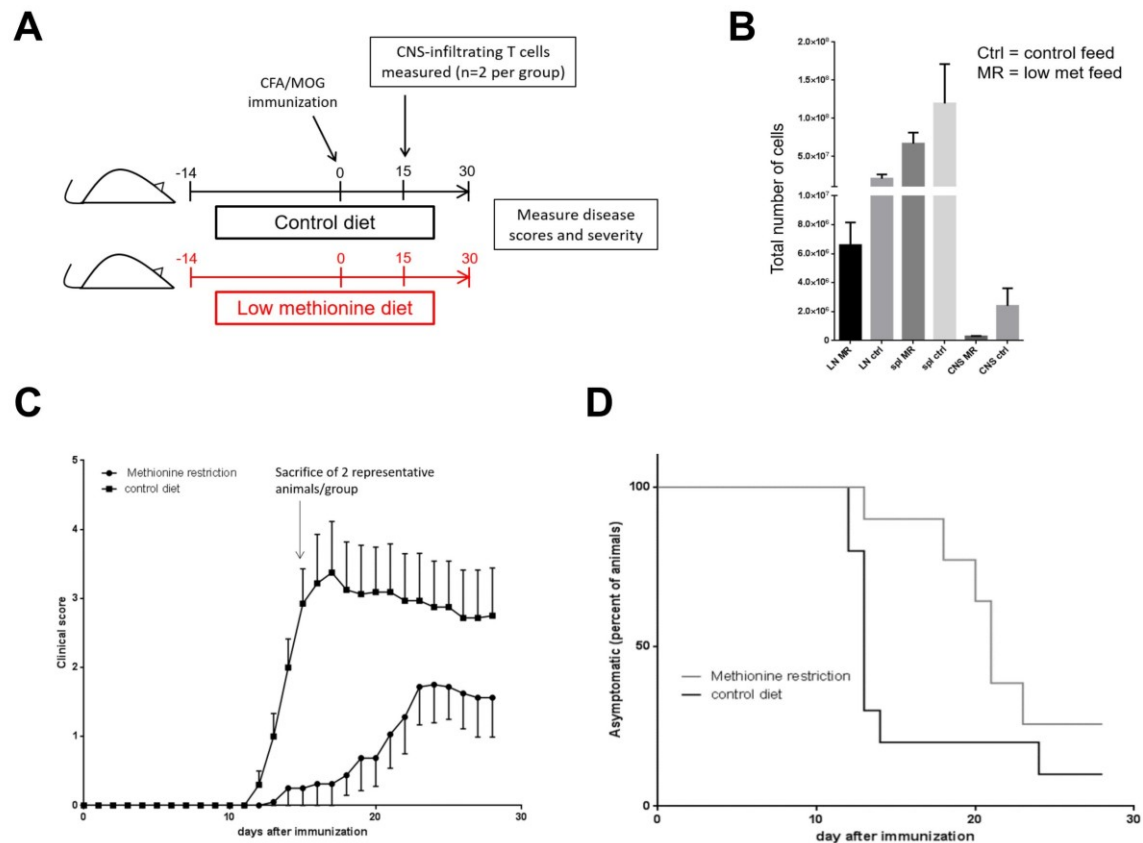 A
CNS-infiltrating T cells
measured (n=2 per group)
CFA/MOG
immunization
-14
0
15
30
Control diet
Measure disease
scores and severity
-14
0
15
30
Low methionine diet
B
Ctrl = control feed
MR = low met feed
Total number of cells
2.0×10⁸
1.5×10⁸
1.0×10⁸
5.0×10⁷
1.0×10⁷
8.0×10⁶
6.0×10⁶
4.0×10⁶
2.0×10⁶
0
LN MR
LN ctrl
spl MR
spl ctrl
CNS MR
CNS ctrl
C
Methionine restriction
control diet
Sacrifice of 2 representative
animals/group
Clinical score
5
4
3
2
1
0
0
10
20
30
days after immunization
D
Asymptomatic (percent of animals)
100
50
0
Methionine restriction
control diet
0
10
20
30
day after immunization